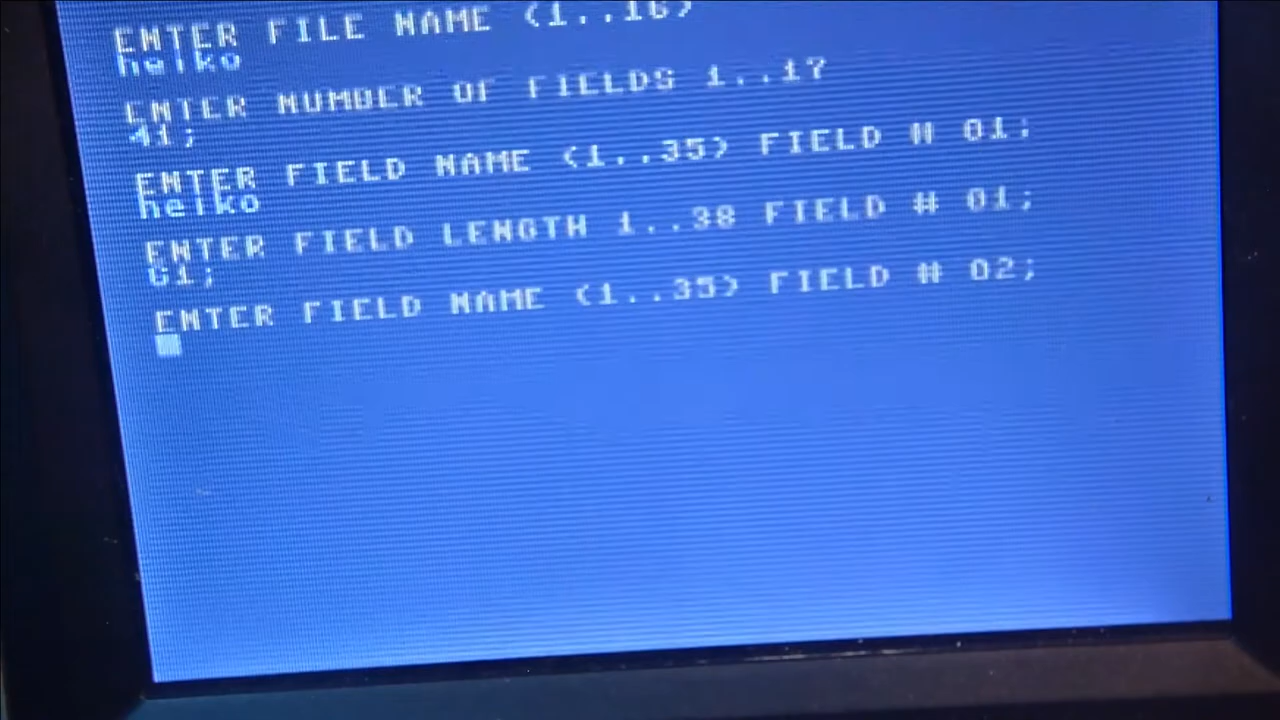 ENTER FILE NAME (1..16)
heiko
ENTER NUMBER OF FIELDS 1..17
41;
ENTER FIELD NAME (1..35) FIELD # 01;
heiko
ENTER FIELD LENGTH 1..38 FIELD # 01;
61;
ENTER FIELD NAME (1..35) FIELD # 02;